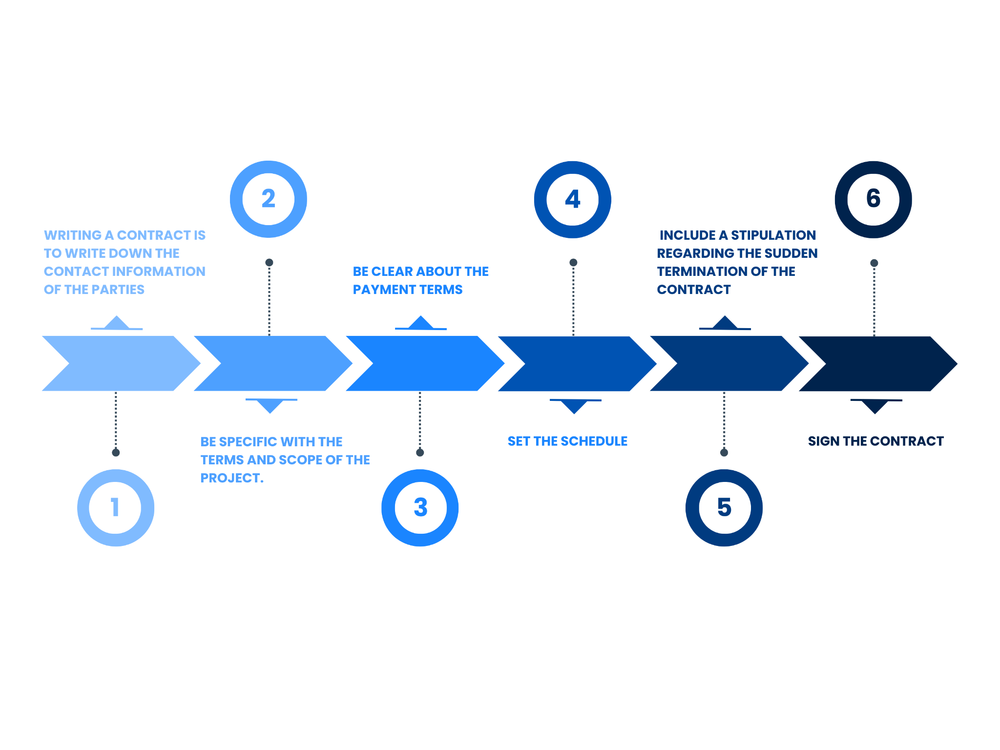 1
WRITING A CONTRACT IS
TO WRITE DOWN THE
CONTACT INFORMATION
OF THE PARTIES
2
BE SPECIFIC WITH THE
TERMS AND SCOPE OF THE
PROJECT.
3
BE CLEAR ABOUT THE
PAYMENT TERMS
4
SET THE SCHEDULE
5
INCLUDE A STIPULATION
REGARDING THE SUDDEN
TERMINATION OF THE
CONTRACT
6
SIGN THE CONTRACT